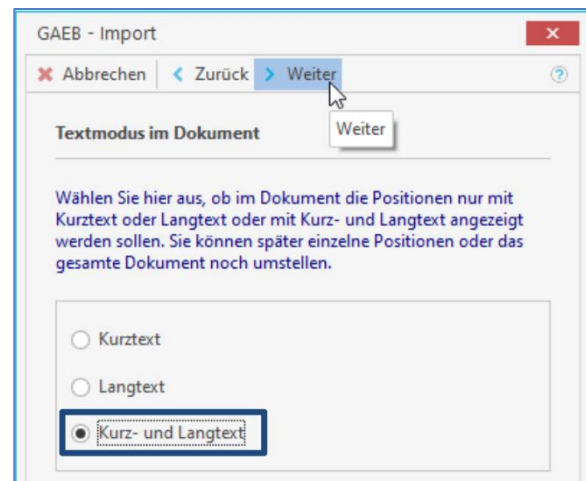 GAEB - Import
Abbrechen Zurück Weiter
Textmodus im Dokument
Weiter
Wählen Sie hier aus, ob im Dokument die Positionen nur mit
Kurztext oder Langtext oder mit Kurz- und Langtext angezeigt
werden sollen. Sie können später einzelne Positionen oder das
gesamte Dokument noch umstellen.
Kurztext
Langtext
Kurz- und Langtext